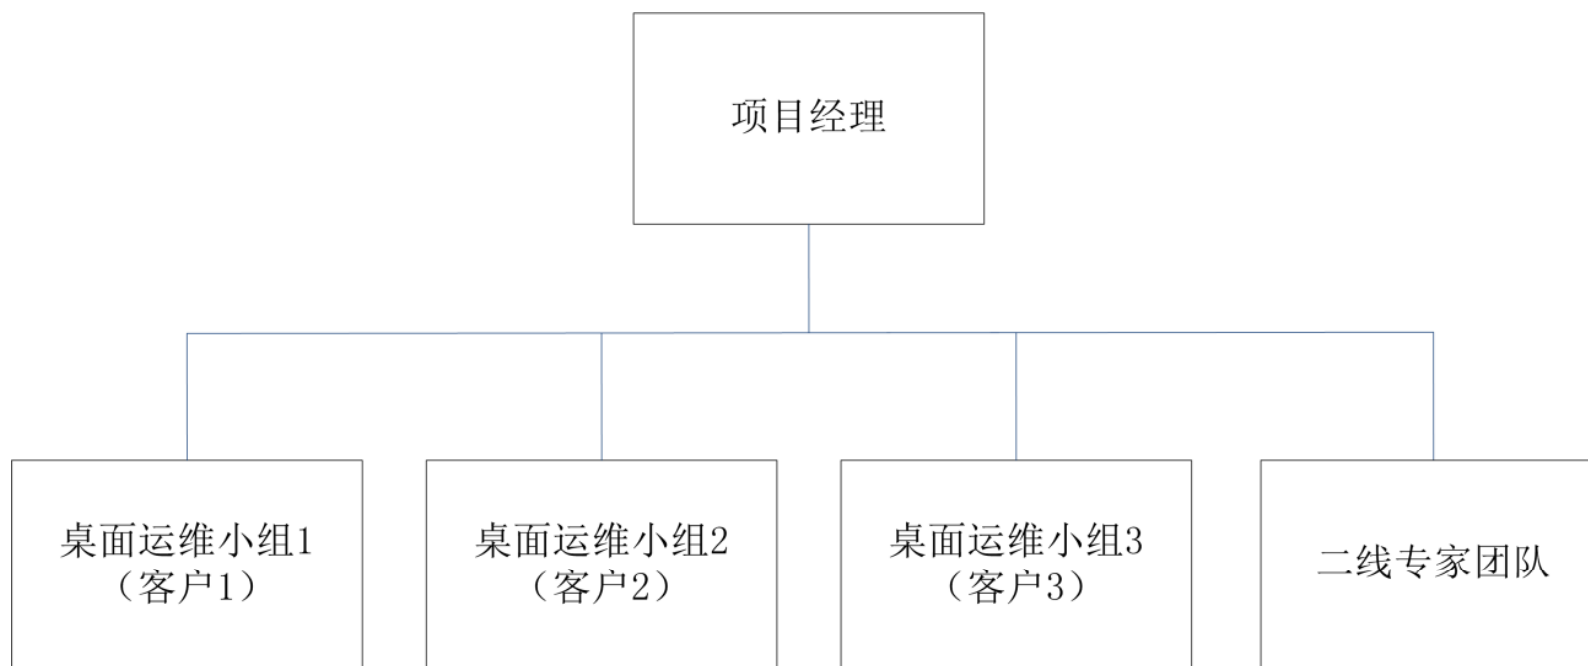 项目经理
桌面运维小组1
（客户1）
桌面运维小组2
（客户2）
桌面运维小组3
（客户3）
二线专家团队